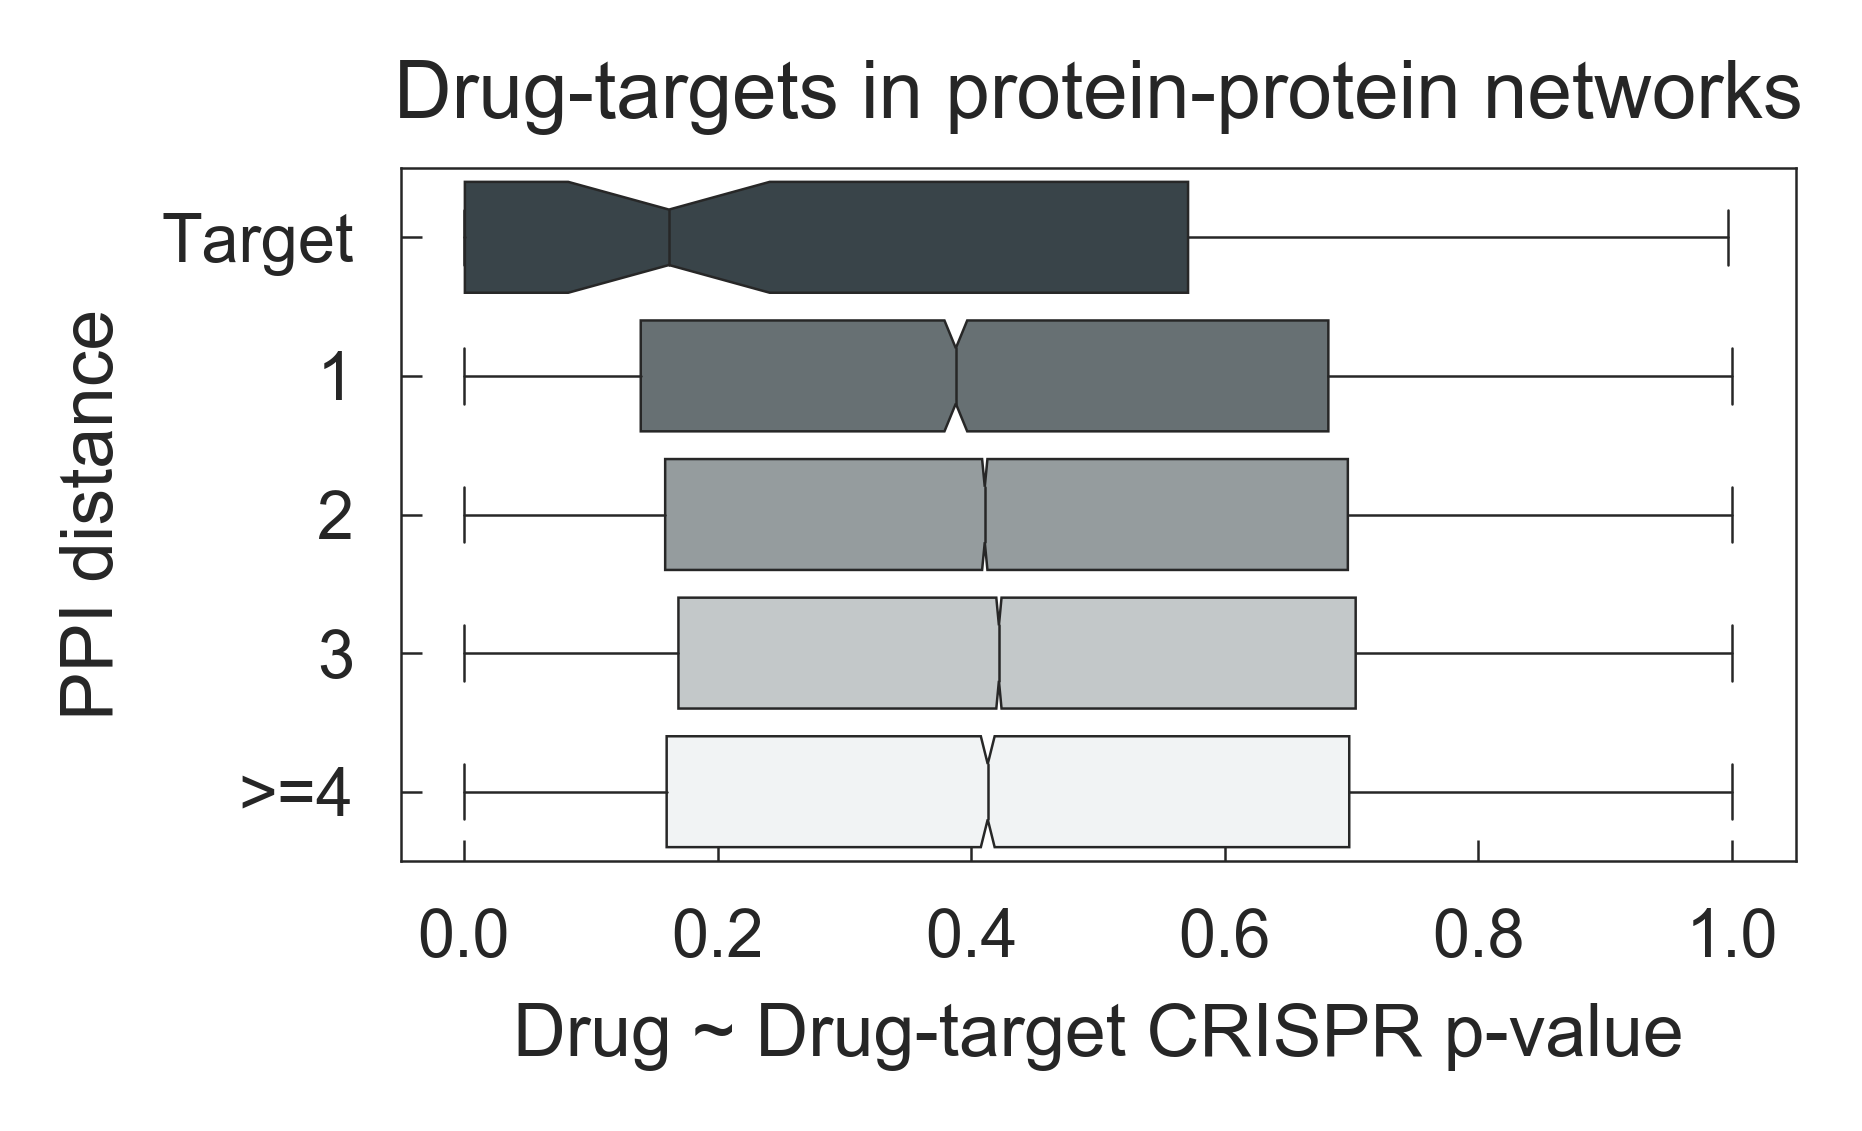 Drug-targets in protein-protein networks
PPI distance
Target
1
2
3
>=4
0.0 0.2 0.4 0.6 0.8 1.0
Drug ~ Drug-target CRISPR p-value